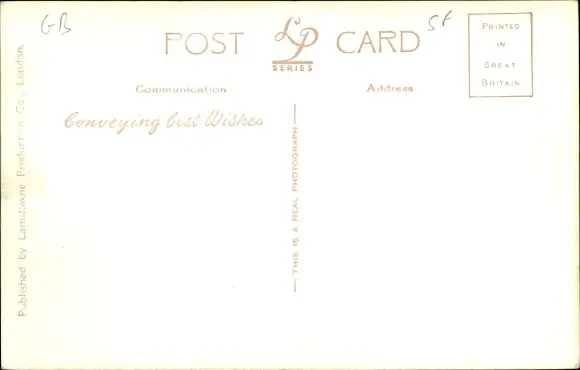 GB
SF
POST LP CARD
SERIES
PRINTED
IN
GREAT
BRITAIN
Communication
Address
Conveying best Wishes
THIS IS A REAL PHOTOGRAPH
Published by Lansdowne Production Co., London.